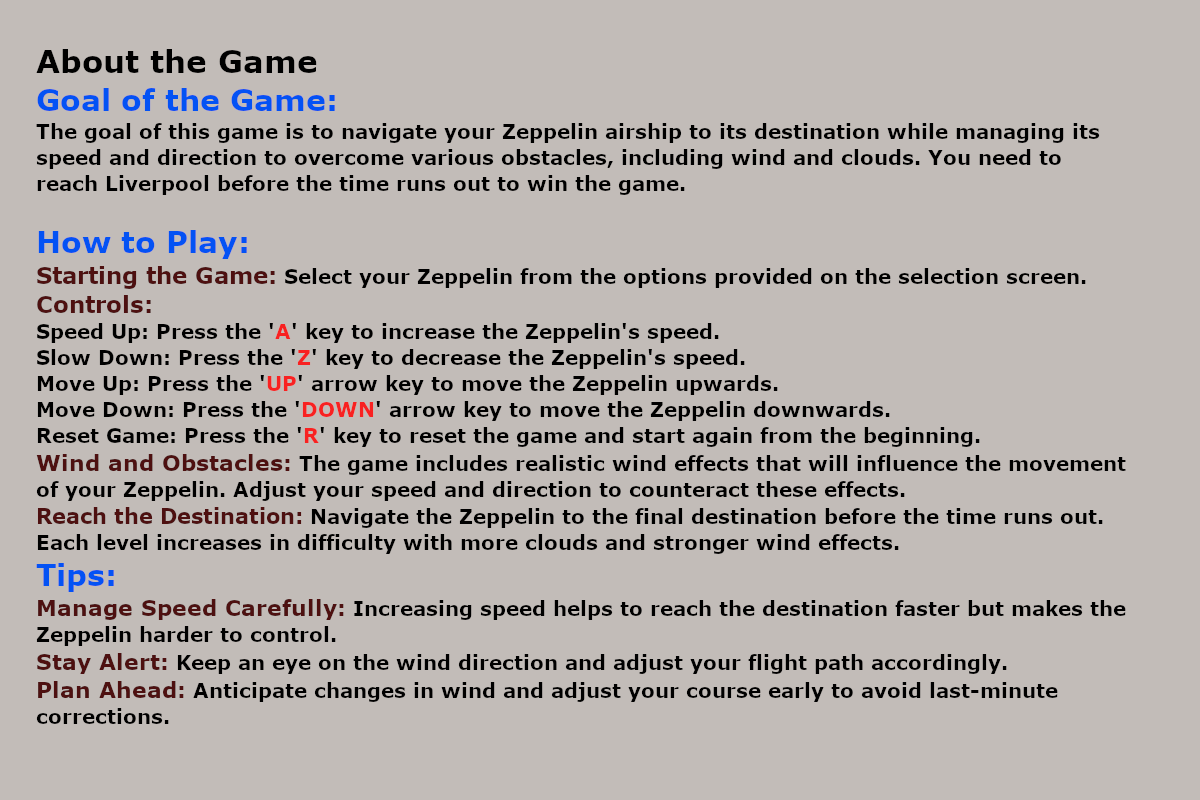 About the Game
Goal of the Game:
The goal of this game is to navigate your Zeppelin airship to its destination while managing its
speed and direction to overcome various obstacles, including wind and clouds. You need to
reach Liverpool before the time runs out to win the game.
How to Play:
Starting the Game: Select your Zeppelin from the options provided on the selection screen.
Controls:
Speed Up: Press the 'A' key to increase the Zeppelin's speed.
Slow Down: Press the 'Z' key to decrease the Zeppelin's speed.
Move Up: Press the 'UP' arrow key to move the Zeppelin upwards.
Move Down: Press the 'DOWN' arrow key to move the Zeppelin downwards.
Reset Game: Press the 'R' key to reset the game and start again from the beginning.
Wind and Obstacles: The game includes realistic wind effects that will influence the movement
of your Zeppelin. Adjust your speed and direction to counteract these effects.
Reach the Destination: Navigate the Zeppelin to the final destination before the time runs out.
Each level increases in difficulty with more clouds and stronger wind effects.
Tips:
Manage Speed Carefully: Increasing speed helps to reach the destination faster but makes the
Zeppelin harder to control.
Stay Alert: Keep an eye on the wind direction and adjust your flight path accordingly.
Plan Ahead: Anticipate changes in wind and adjust your course early to avoid last-minute
corrections.